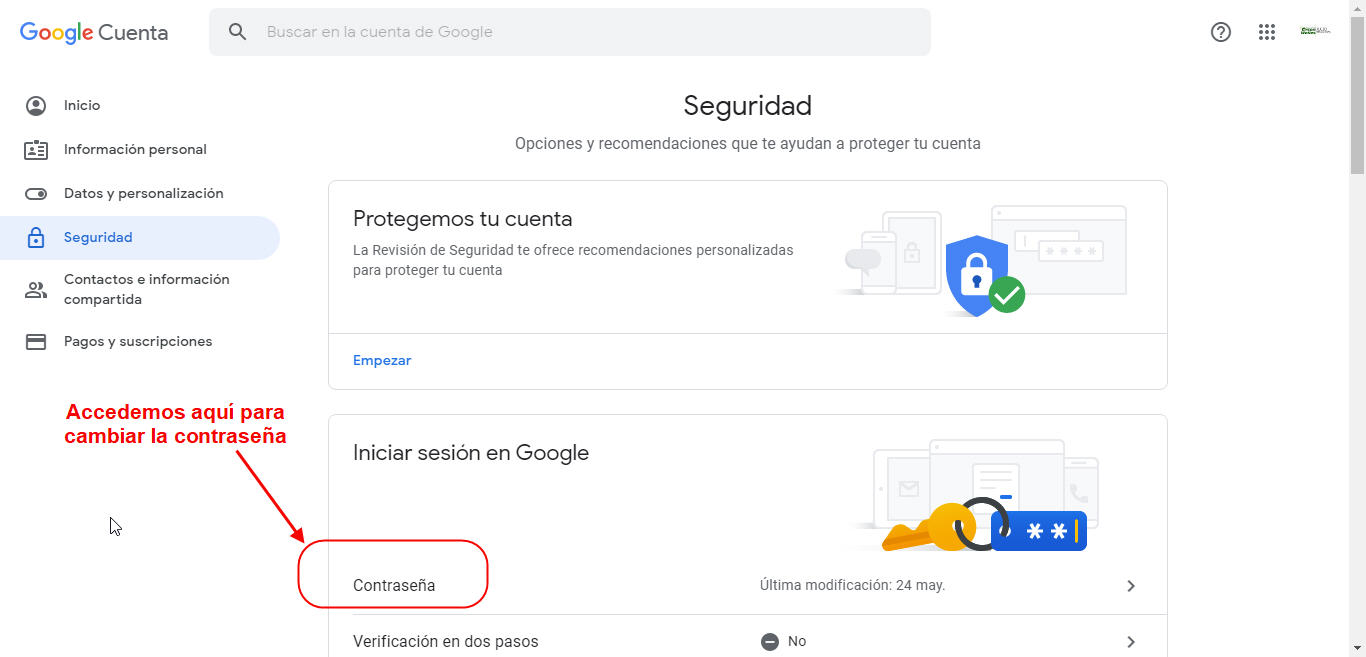 Google Cuenta
Buscar en la cuenta de Google
Inicio
Información personal
Datos y personalización
Seguridad
Contactos e información
compartida
Pagos y suscripciones
Seguridad
Opciones y recomendaciones que te ayudan a proteger tu cuenta
Protegemos tu cuenta
La Revisión de Seguridad te ofrece recomendaciones personalizadas
para proteger tu cuenta
Empezar
Accedemos aquí para
cambiar la contraseña
Iniciar sesión en Google
Contraseña
Última modificación: 24 may.
Verificación en dos pasos
No